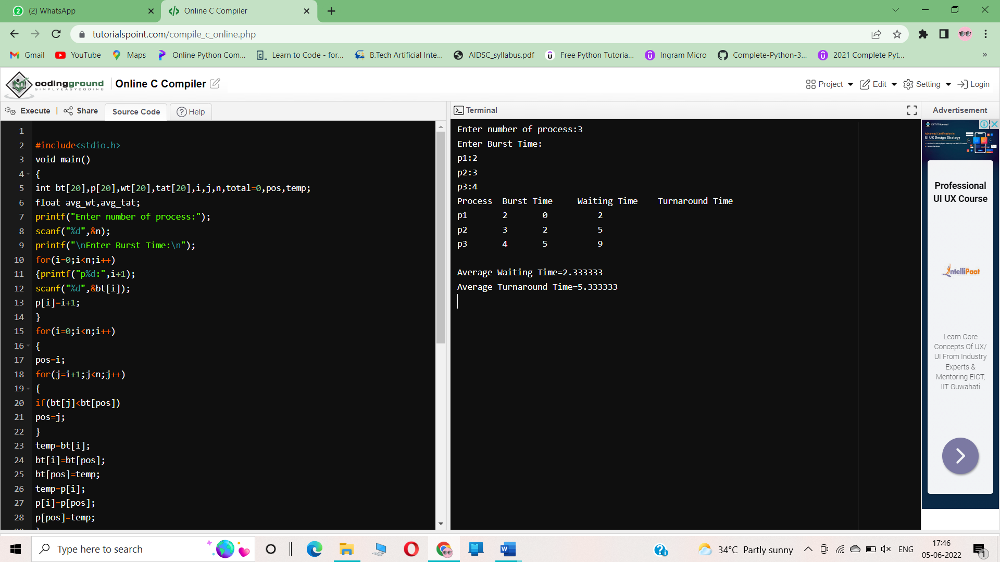 (2) WhatsApp
Online C Compiler
tutorialspoint.com/compile_c_online.php
Gmail YouTube Maps Online Python Com... Learn to Code - for... B.Tech Artificial Inte... AIDSC_syllabus.pdf Free Python Tutoria... Ingram Micro Complete-Python-3... 2021 Complete Pyt... »
codingground
SIMPLYEASYCODING
Online C Compiler
Project Edit Setting Login
Execute | Share Source Code Help
1
2 #include<stdio.h>
3 void main()
4 {
5 int bt[20],p[20],wt[20],tat[20],i,j,n,total=0,pos,temp;
6 float avg_wt,avg_tat;
7 printf("Enter number of process:");
8 scanf("%d",&n);
9 printf("\nEnter Burst Time:\n");
10 for(i=0;i<n;i++)
11 {printf("p%d:",i+1);
12 scanf("%d",&bt[i]);
13 p[i]=i+1;
14 }
15 for(i=0;i<n;i++)
16 {
17 pos=i;
18 for(j=i+1;j<n;j++)
19 {
20 if(bt[j]<bt[pos])
21 pos=j;
22 }
23 temp=bt[i];
24 bt[i]=bt[pos];
25 bt[pos]=temp;
26 temp=p[i];
27 p[i]=p[pos];
28 p[pos]=temp;
Terminal
Enter number of process:3
Enter Burst Time:
p1:2
p2:3
p3:4
Process Burst Time Waiting Time Turnaround Time
p1 2 0 2
p2 3 2 5
p3 4 5 9
Average Waiting Time=2.333333
Average Turnaround Time=5.333333
Advertisement
EICT IIT Guwahati
Advanced Certification in
UI UX Design Strategy
Professional
UI UX Course
intelliPaat
Learn Core
Concepts Of UX/
UI From Industry
Experts &
Mentoring EICT,
IIT Guwahati
Type here to search
34°C Partly sunny
ENG
17:46
05-06-2022
1